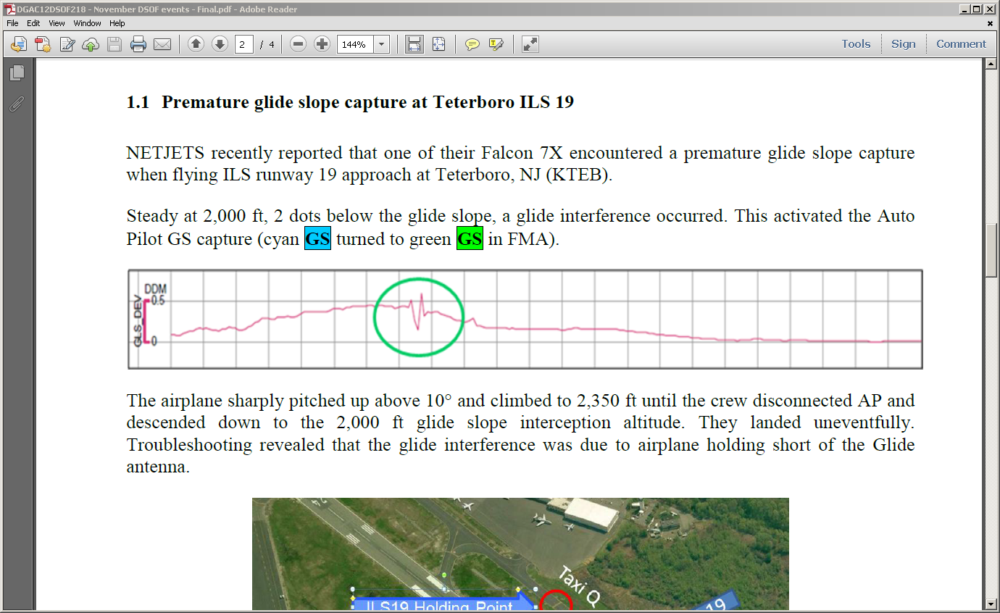 DGAC12DSOF218 - November DSOF events - Final.pdf - Adobe Reader
File Edit View Window Help
2 / 4 144% Tools Sign Comment
1.1 Premature glide slope capture at Teterboro ILS 19
NETJETS recently reported that one of their Falcon 7X encountered a premature glide slope capture
when flying ILS runway 19 approach at Teterboro, NJ (KTEB).
Steady at 2,000 ft, 2 dots below the glide slope, a glide interference occurred. This activated the Auto
Pilot GS capture (cyan GS turned to green GS in FMA).
DDM
0.5
GLS_DEV
0
The airplane sharply pitched up above 10° and climbed to 2,350 ft until the crew disconnected AP and
descended down to the 2,000 ft glide slope interception altitude. They landed uneventfully.
Troubleshooting revealed that the glide interference was due to airplane holding short of the Glide
antenna.
24
Taxi Q
ILS19 Holding Point
19